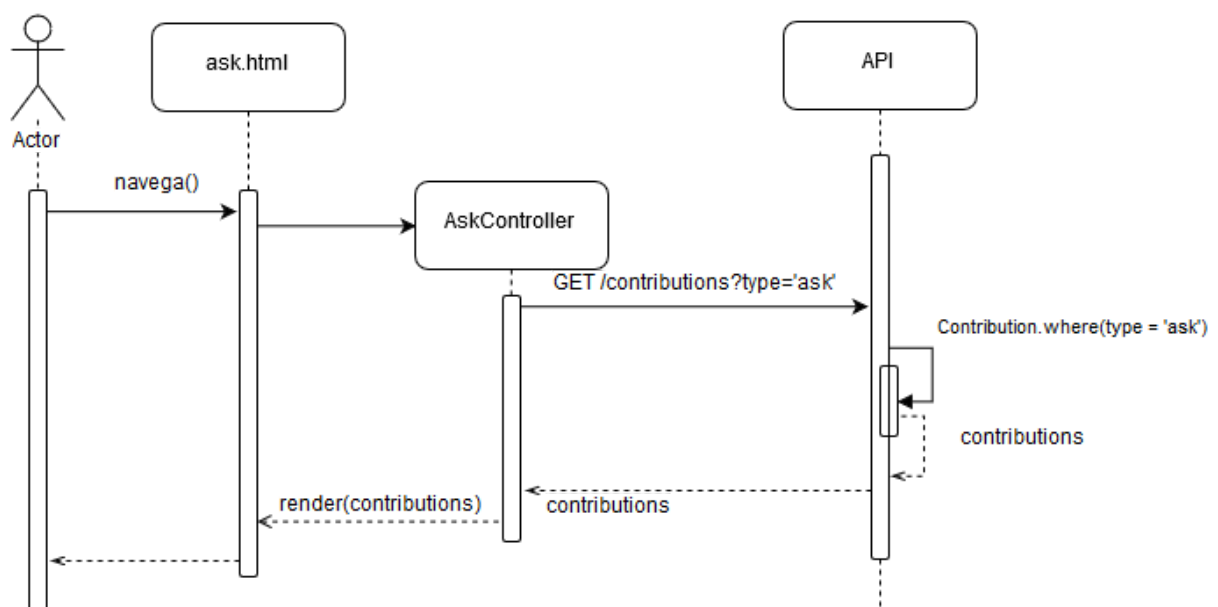 ask.html
API
Actor
navega()
AskController
GET /contributions?type='ask'
Contribution.where(type = 'ask')
contributions
render(contributions)
contributions